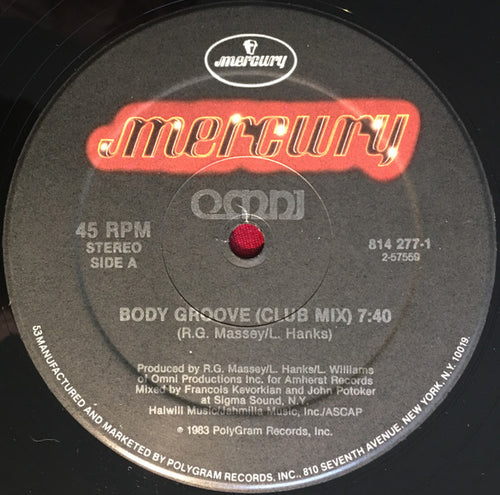 mercury
mercury
OMNI
45 RPM
STEREO
SIDE A
814 277-1
2-57559
BODY GROOVE (CLUB MIX) 7:40
(R.G. Massey/L. Hanks)
Produced by R.G. Massey/L. Hanks/L. Williams
of Omni Productions Inc. for Amherst Records
Mixed by Francois Kevorkian and John Potoker
at Sigma Sound, N.Y.
Halwill Music/Jahmilla Music, Inc./ASCAP
℗ 1983 PolyGram Records, Inc.
53 MANUFACTURED AND MARKETED BY POLYGRAM RECORDS, INC., 810 SEVENTH AVENUE, NEW YORK, N.Y. 10019.